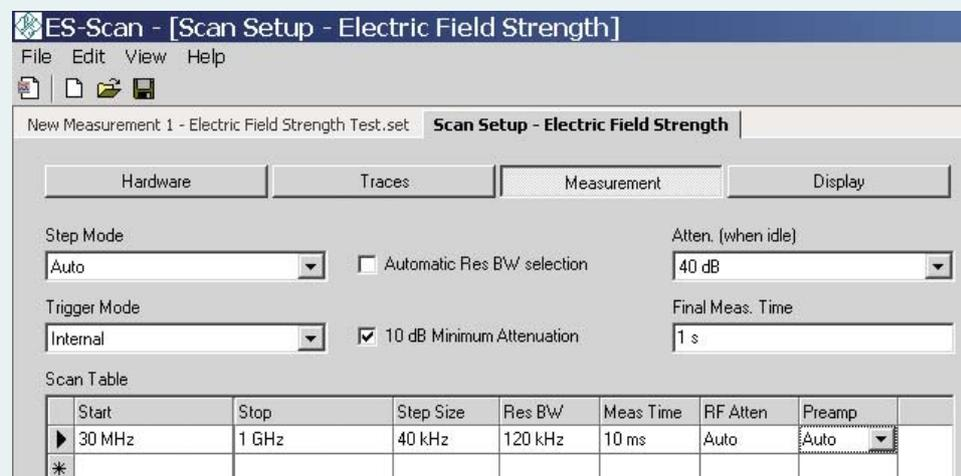 ES-Scan - [Scan Setup - Electric Field Strength]
File Edit View Help
New Measurement 1 - Electric Field Strength Test.set Scan Setup - Electric Field Strength
Hardware Traces Measurement Display
Step Mode Atten. (when idle)
Auto Automatic Res BW selection 40 dB
Trigger Mode Final Meas. Time
Internal 10 dB Minimum Attenuation 1 s
Scan Table
Start Stop Step Size Res BW Meas Time RF Atten Preamp
30 MHz 1 GHz 40 kHz 120 kHz 10 ms Auto Auto